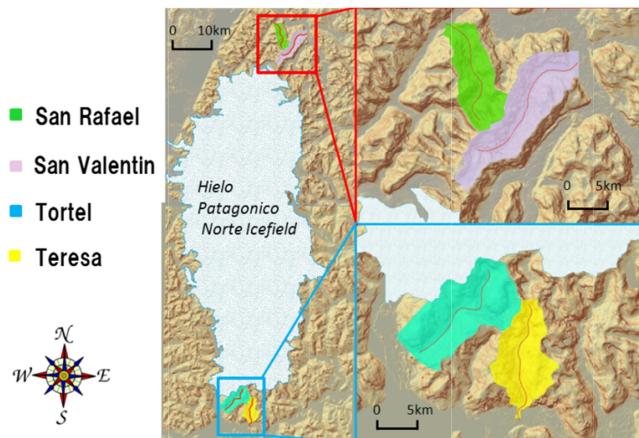 0 10km
San Rafael
San Valentin
Tortel
Teresa
Hielo
Patagonico
Norte Icefield
0 5km
0 5km
N
W E
S